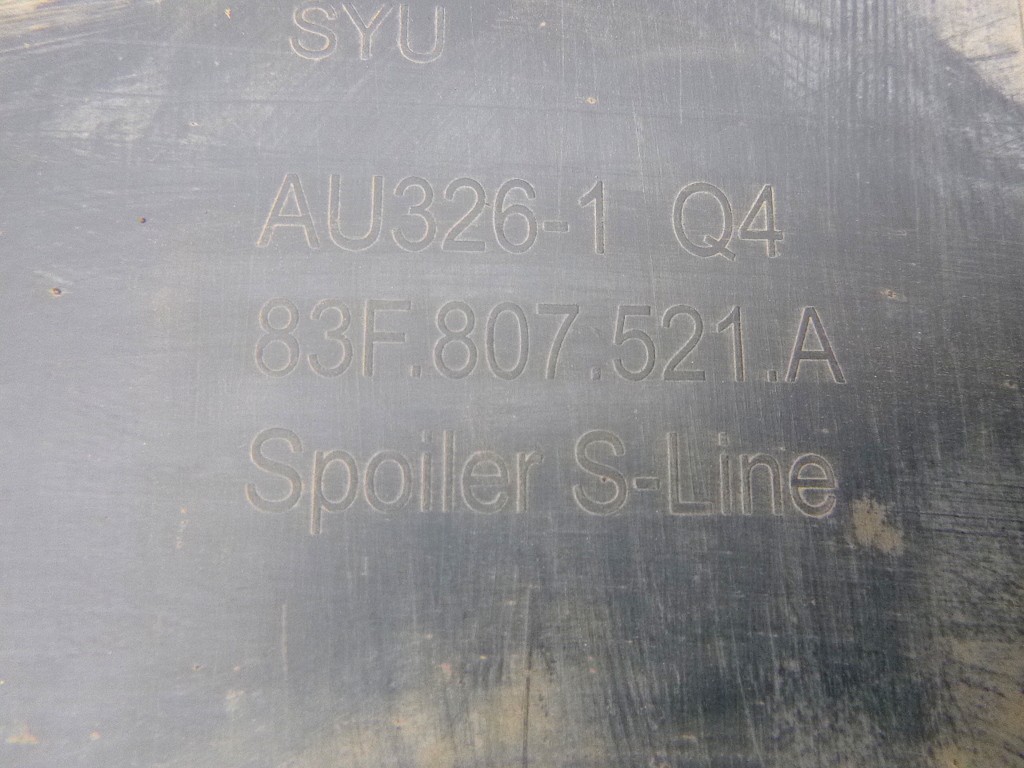 SYU
AU326-1 Q4
83F.807.521.A
Spoiler S-Line